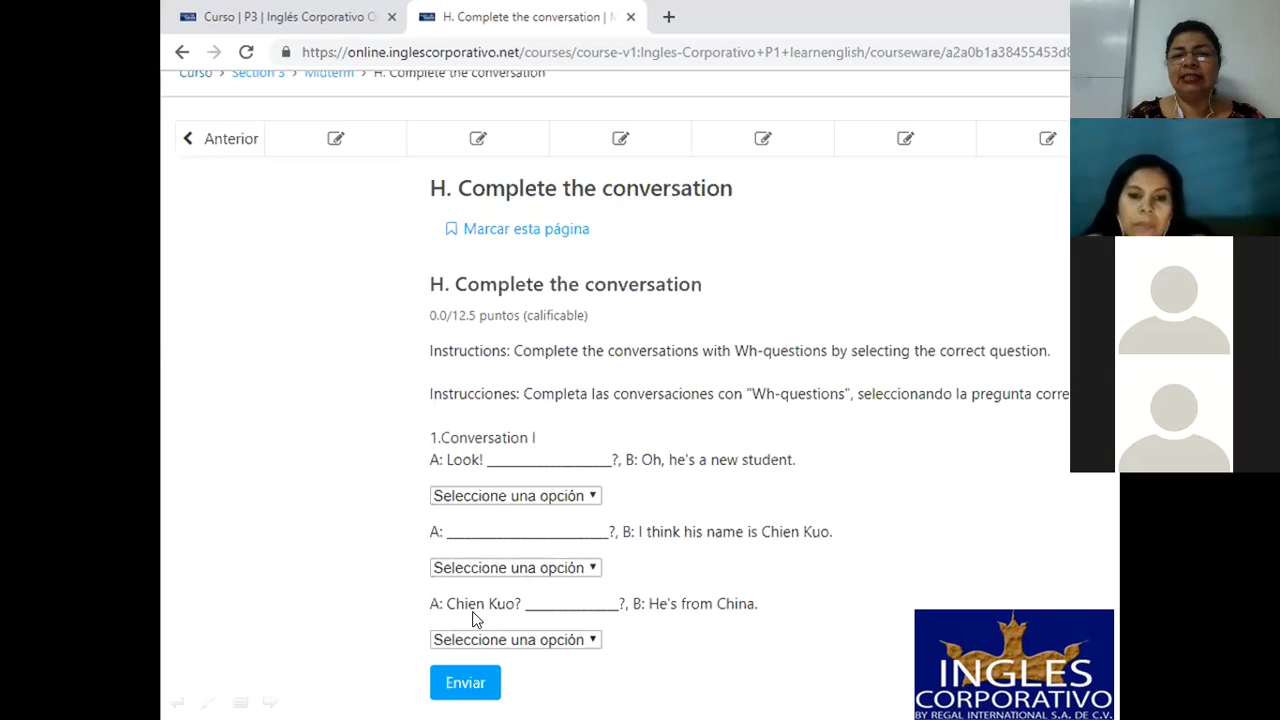 Curso | P3 | Inglés Corporativo O
H. Complete the conversation | M
https://online.inglescorporativo.net/courses/course-v1:Ingles-Corporativo+P1+learnenglish/courseware/a2a0b1a38455453d8
Curso > Section 3 > Midterm > H. Complete the conversation
Anterior
H. Complete the conversation
Marcar esta página
H. Complete the conversation
0.0/12.5 puntos (calificable)
Instructions: Complete the conversations with Wh-questions by selecting the correct question.
Instrucciones: Completa las conversaciones con "Wh-questions", seleccionando la pregunta corre
1.Conversation I
A: Look! __________________?, B: Oh, he's a new student.
Seleccione una opción
A: _______________________?, B: I think his name is Chien Kuo.
Seleccione una opción
A: Chien Kuo? _____________?, B: He's from China.
Seleccione una opción
Enviar
INGLES
CORPORATIVO
BY REGAL INTERNATIONAL S.A. DE C.V.